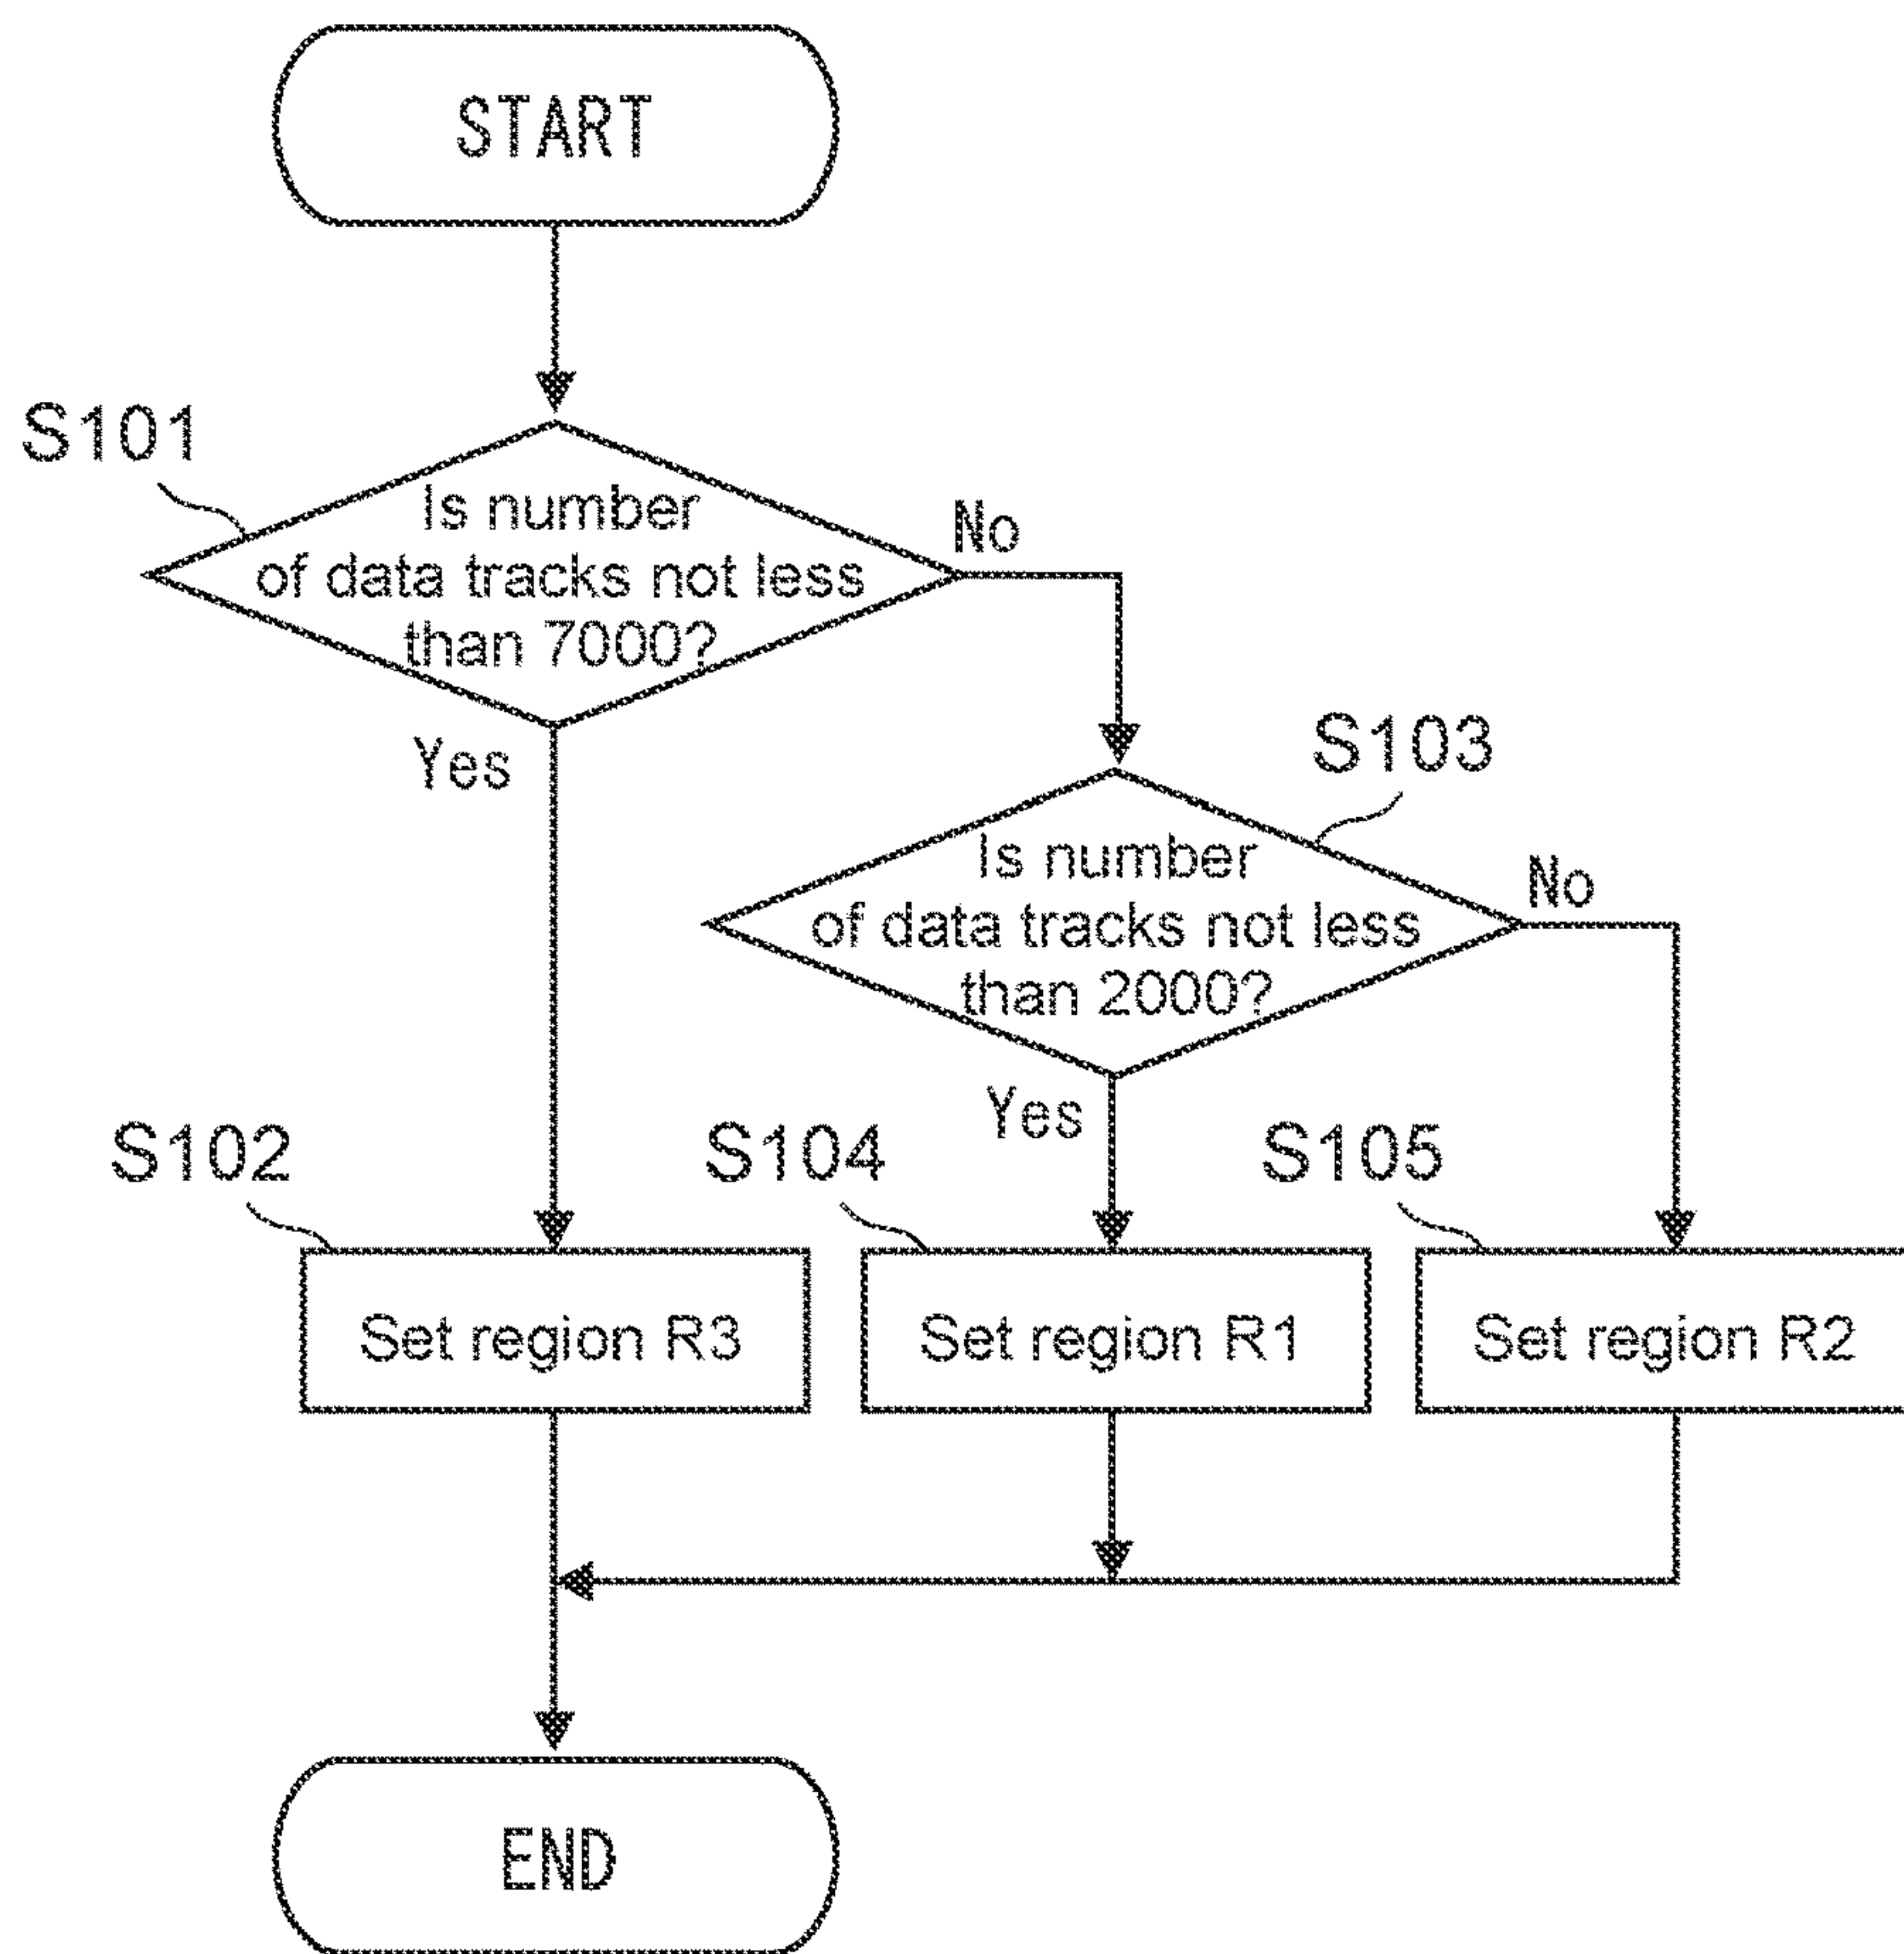 START
S101
Is number
of data tracks not less
than 7000?
No
Yes
S103
Is number
of data tracks not less
than 2000?
No
Yes
S102
S104
S105
Set region R3
Set region R1
Set region R2
END